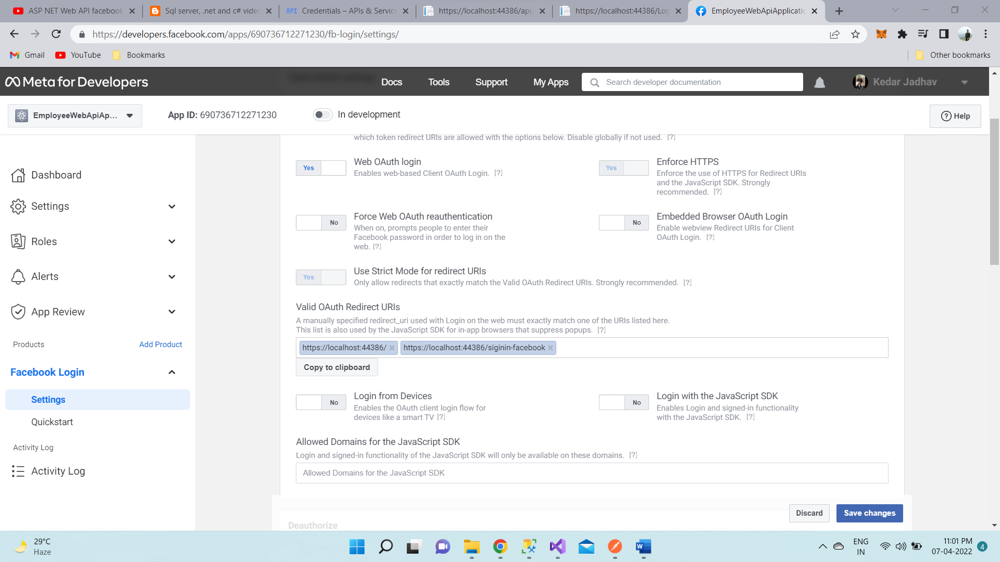 ASP NET Web API facebook
Sql server, .net and c# video
API Credentials – APIs & Service
https://localhost:44386/api/
https://localhost:44386/Log
EmployeeWebApiApplicatio
https://developers.facebook.com/apps/690736712271230/fb-login/settings/
Gmail YouTube Bookmarks Other bookmarks
Meta for Developers Docs Tools Support My Apps Search developer documentation Kedar Jadhav
EmployeeWebApiAp... App ID: 690736712271230 In development Help
which token redirect URIs are allowed with the options below. Disable globally if not used. [?]
Dashboard
Settings
Roles
Alerts
App Review
Products Add Product
Facebook Login
Settings
Quickstart
Activity Log
Activity Log
Yes Web OAuth login
Enables web-based Client OAuth Login. [?]
Yes Enforce HTTPS
Enforce the use of HTTPS for Redirect URIs
and the JavaScript SDK. Strongly
recommended. [?]
No Force Web OAuth reauthentication
When on, prompts people to enter their
Facebook password in order to log in on the
web. [?]
No Embedded Browser OAuth Login
Enable webview Redirect URIs for Client
OAuth Login. [?]
Yes Use Strict Mode for redirect URIs
Only allow redirects that exactly match the Valid OAuth Redirect URIs. Strongly recommended. [?]
Valid OAuth Redirect URIs
A manually specified redirect_uri used with Login on the web must exactly match one of the URIs listed here.
This list is also used by the JavaScript SDK for in-app browsers that suppress popups. [?]
https://localhost:44386/ https://localhost:44386/siginin-facebook
Copy to clipboard
No Login from Devices
Enables the OAuth client login flow for
devices like a smart TV [?]
No Login with the JavaScript SDK
Enables Login and signed-in functionality
with the JavaScript SDK. [?]
Allowed Domains for the JavaScript SDK
Login and signed-in functionality of the JavaScript SDK will only be available on these domains. [?]
Allowed Domains for the JavaScript SDK
Discard Save changes
Deauthorize
29°C
Haze
ENG
IN
11:01 PM
07-04-2022
4